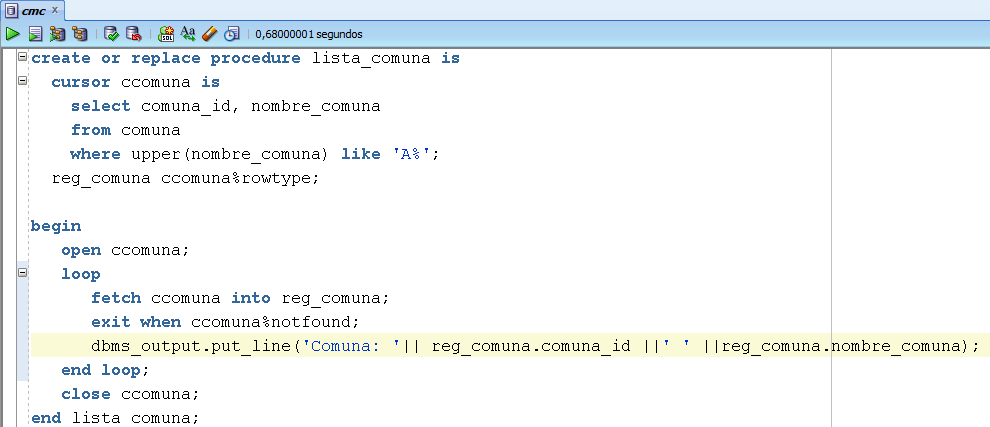 cmc
0,68000001 segundos
create or replace procedure lista_comuna is
cursor ccomuna is
select comuna_id, nombre_comuna
from comuna
where upper(nombre_comuna) like 'A%';
reg_comuna ccomuna%rowtype;
begin
open ccomuna;
loop
fetch ccomuna into reg_comuna;
exit when ccomuna%notfound;
dbms_output.put_line('Comuna: '|| reg_comuna.comuna_id ||' ' ||reg_comuna.nombre_comuna);
end loop;
close ccomuna;
end lista_comuna;